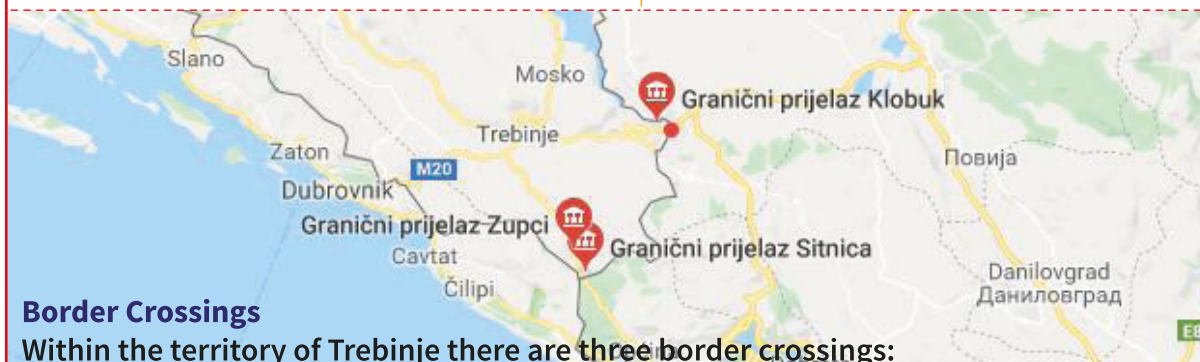 Slano
Mosko
Granični prijelaz Klobuk
Trebinje
Zaton
M20
Повија
Dubrovnik
Granični prijelaz Zupci
Granični prijelaz Sitnica
Cavtat
Čilipi
Danilovgrad
Даниловград
Border Crossings
Within the territory of Trebinje there are three border crossings: